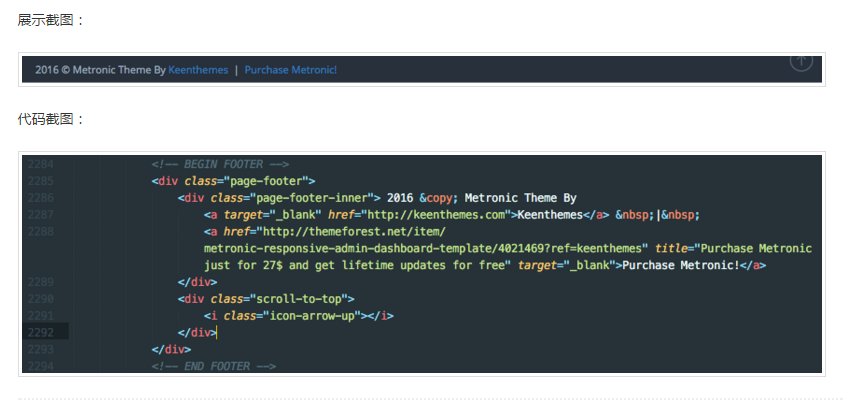 展示截图：
2016 © Metronic Theme By Keenthemes | Purchase Metronic!
代码截图：
2284 <!-- BEGIN FOOTER -->
2285 <div class="page-footer">
2286 <div class="page-footer-inner"> 2016 &copy; Metronic Theme By
2287 <a target="_blank" href="http://keenthemes.com">Keenthemes</a> &nbsp;|&nbsp;
2288 <a href="http://themeforest.net/item/
metronic-responsive-admin-dashboard-template/4021469?ref=keenthemes" title="Purchase Metronic
just for 27$ and get lifetime updates for free" target="_blank">Purchase Metronic!</a>
2289 </div>
2290 <div class="scroll-to-top">
2291 <i class="icon-arrow-up"></i>
2292 </div>
2293 </div>
2294 <!-- END FOOTER -->